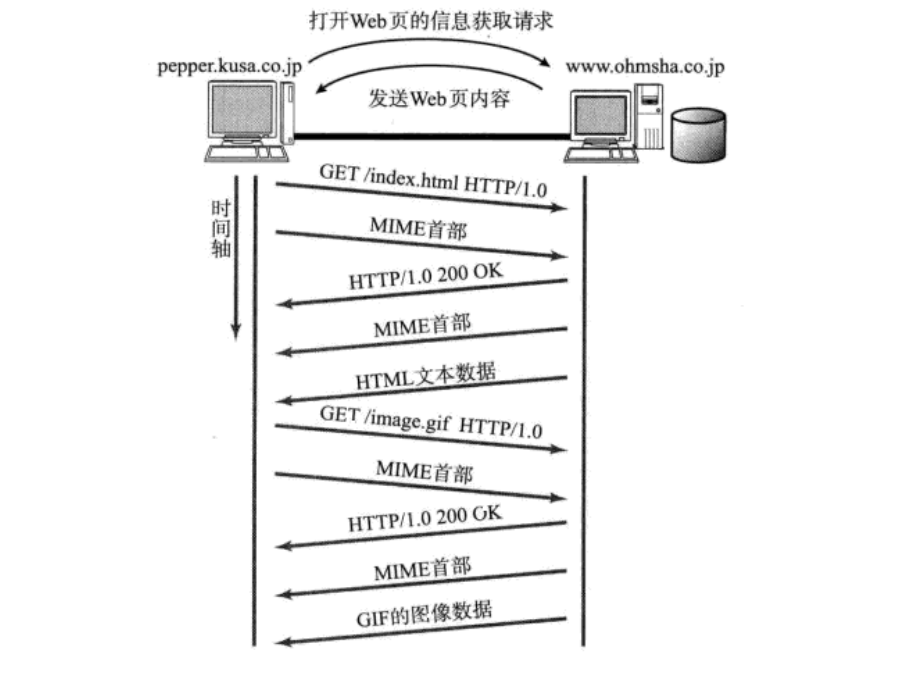 打开Web页的信息获取请求
pepper.kusa.co.jp
www.ohmsha.co.jp
发送Web页内容
GET /index.html HTTP/1.0
时间轴
MIME首部
HTTP/1.0 200 OK
MIME首部
HTML文本数据
GET /image.gif HTTP/1.0
MIME首部
HTTP/1.0 200 OK
MIME首部
GIF的图像数据